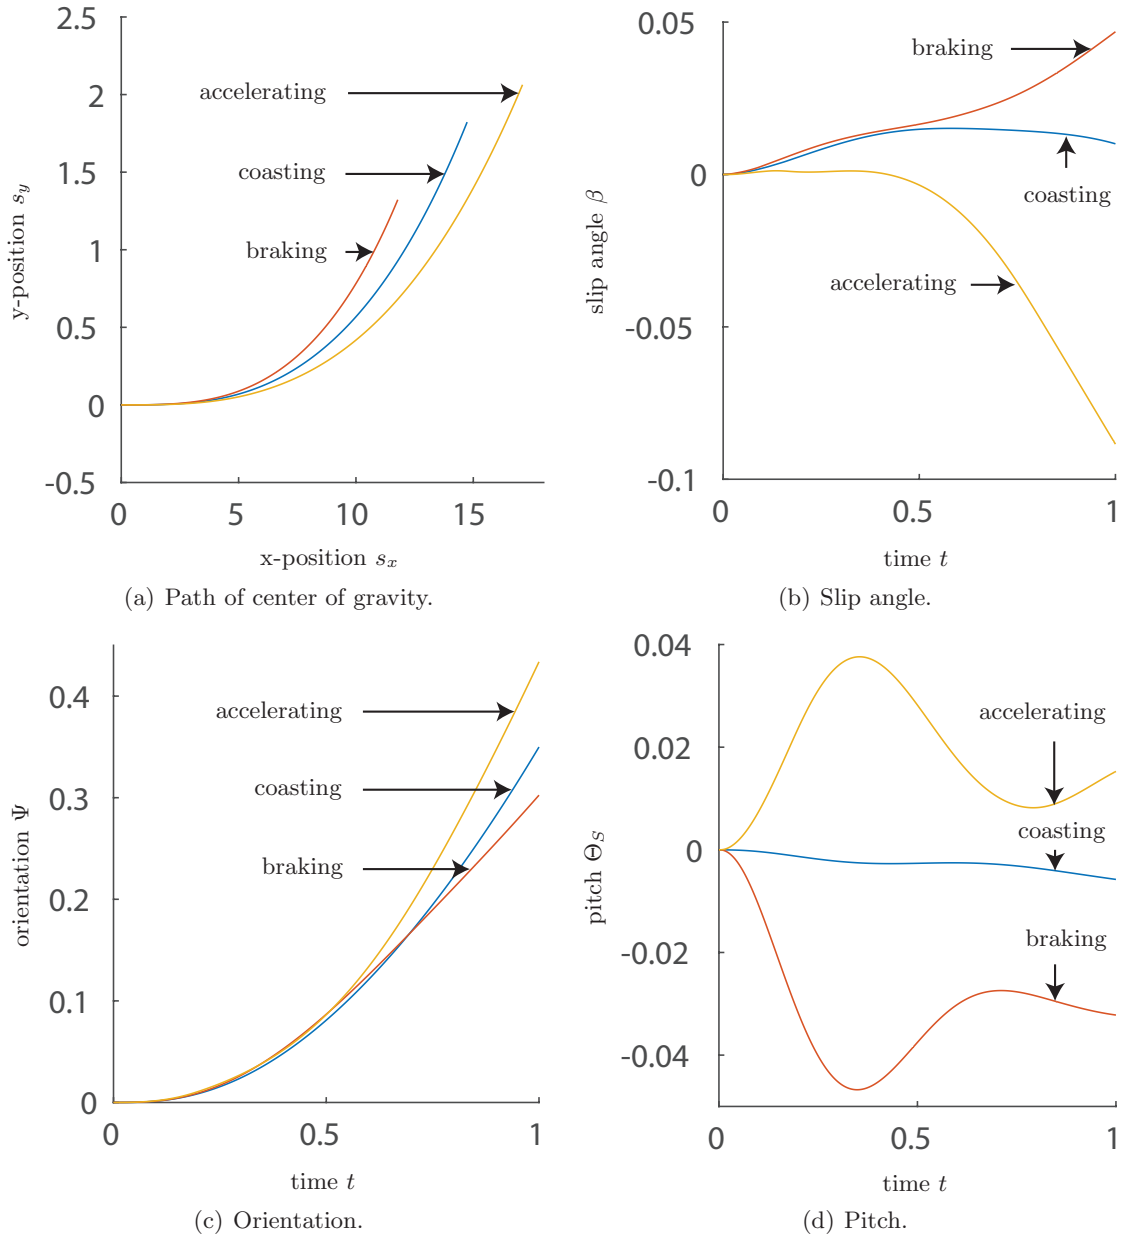 2.5
2
1.5
1
0.5
0
-0.5
0
5
10
15
y-position s_y
x-position s_x
accelerating
coasting
braking
(a) Path of center of gravity.
0.05
0
-0.05
-0.1
0
0.5
1
slip angle β
time t
braking
coasting
accelerating
(b) Slip angle.
0.4
0.3
0.2
0.1
0
0
0.5
1
orientation Ψ
time t
accelerating
coasting
braking
(c) Orientation.
0.04
0.02
0
-0.02
-0.04
0
0.5
1
pitch Θ_S
time t
accelerating
coasting
braking
(d) Pitch.